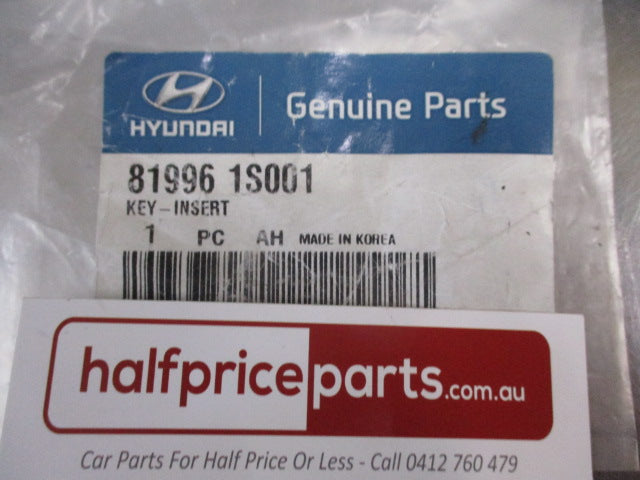 HYUNDAI
Genuine Parts
81996 1S001
KEY-INSERT
1 PC AH MADE IN KOREA
halfpriceparts.com.au
Car Parts For Half Price Or Less - Call 0412 760 479